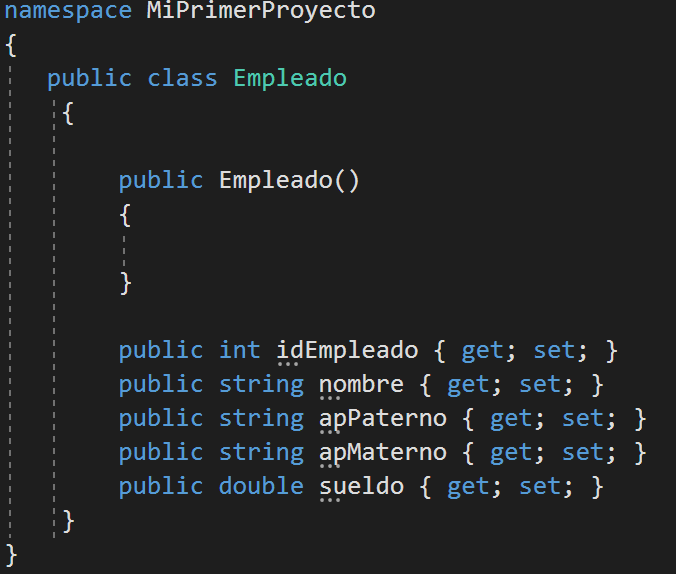 namespace MiPrimerProyecto
{
public class Empleado
{
public Empleado()
{
}
public int idEmpleado { get; set; }
public string nombre { get; set; }
public string apPaterno { get; set; }
public string apMaterno { get; set; }
public double sueldo { get; set; }
}
}